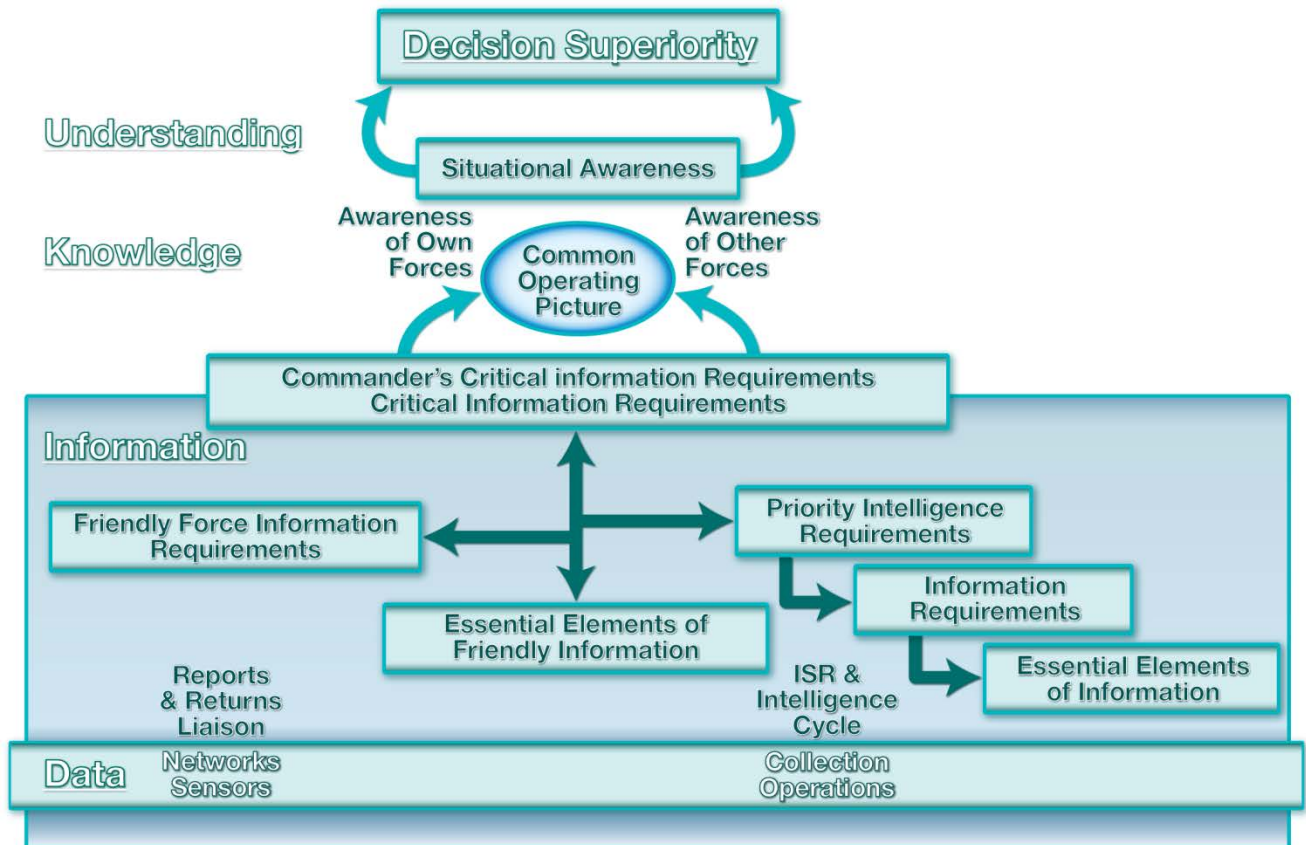 Decision Superiority
Understanding
Situational Awareness
Knowledge
Awareness
of Own
Forces
Common
Operating
Picture
Awareness
of Other
Forces
Commander's Critical information Requirements
Critical Information Requirements
Information
Friendly Force Information
Requirements
Priority Intelligence
Requirements
Information
Requirements
Essential Elements of
Friendly Information
Essential Elements
of Information
Reports
& Returns
Liaison
ISR &
Intelligence
Cycle
Data
Networks
Sensors
Collection
Operations